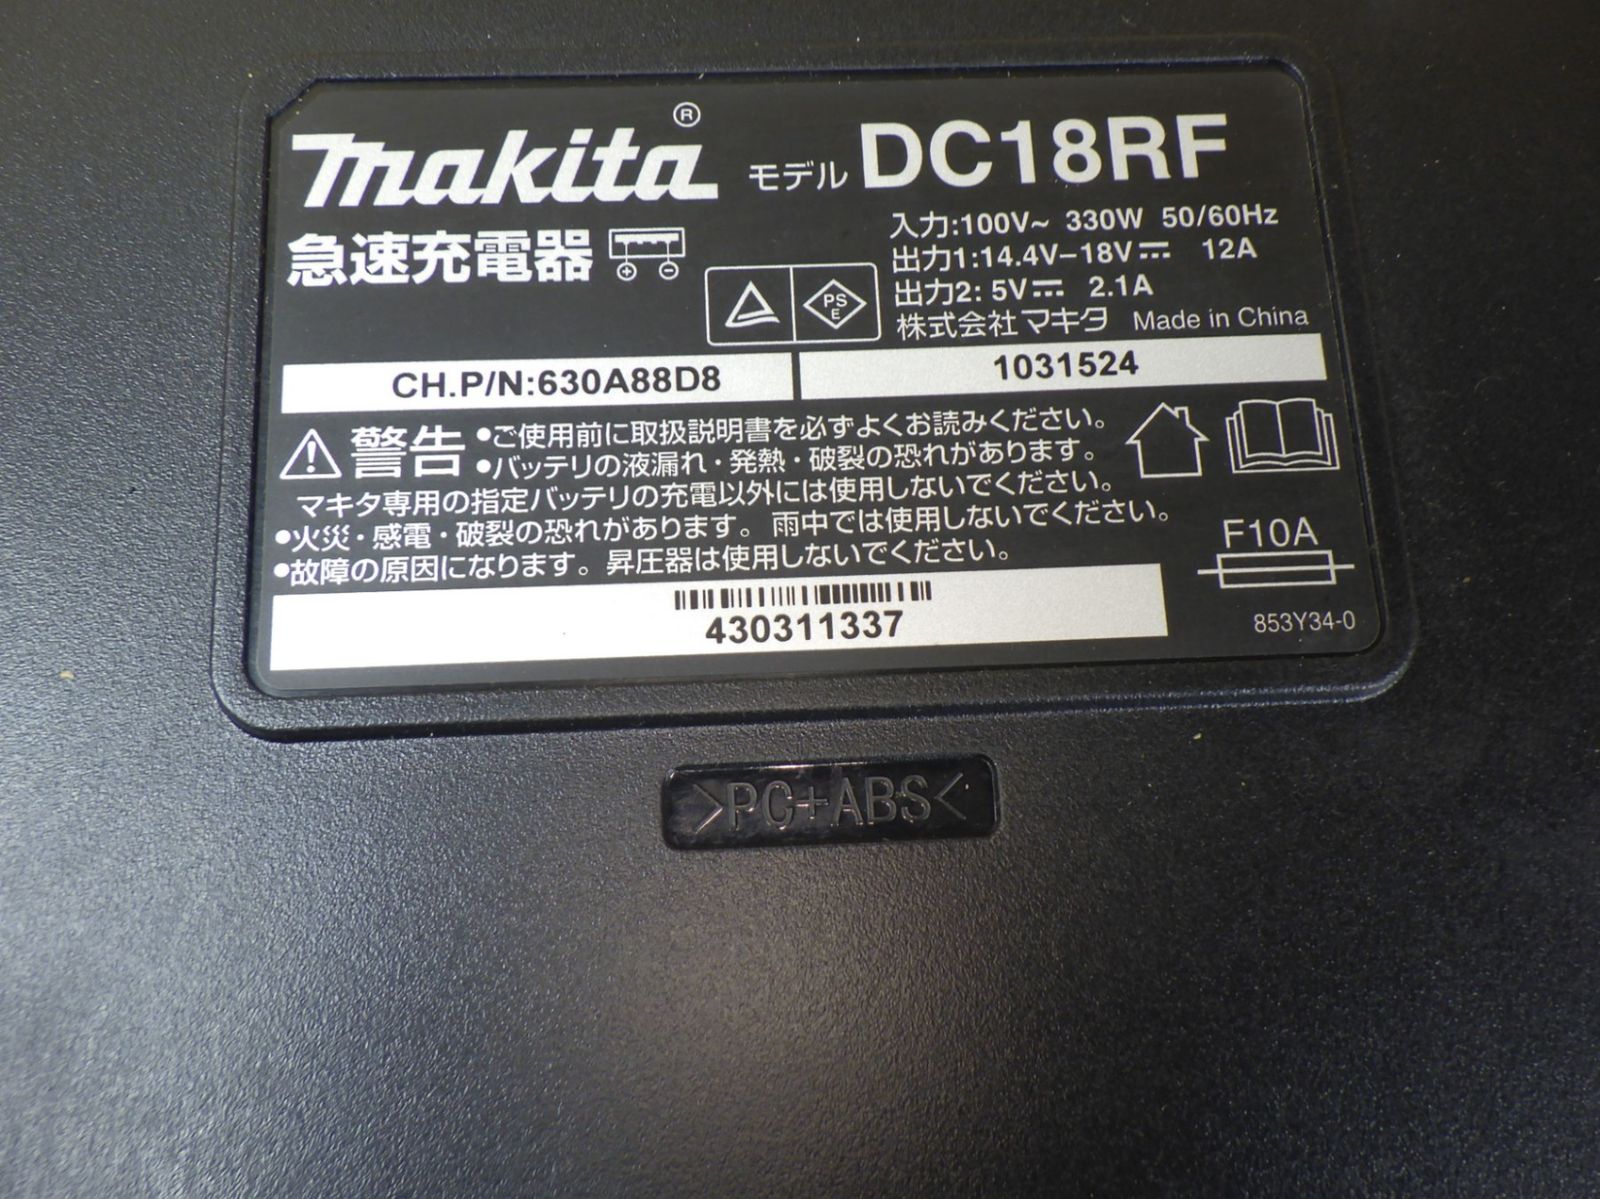 makita® モデル DC18RF
急速充電器
入力:100V~ 330W 50/60Hz
出力1:14.4V–18V⎓ 12A
出力2: 5V⎓ 2.1A
PS
E
株式会社マキタ Made in China
CH.P/N:630A88D8
1031524
警告
●ご使用前に取扱説明書を必ずよくお読みください。
●バッテリの液漏れ・発熱・破裂の恐れがあります。
マキタ専用の指定バッテリの充電以外には使用しないでください。
●火災・感電・破裂の恐れがあります。雨中では使用しないでください。
●故障の原因になります。昇圧器は使用しないでください。
F10A
430311337
853Y34-0
>PC+ABS<